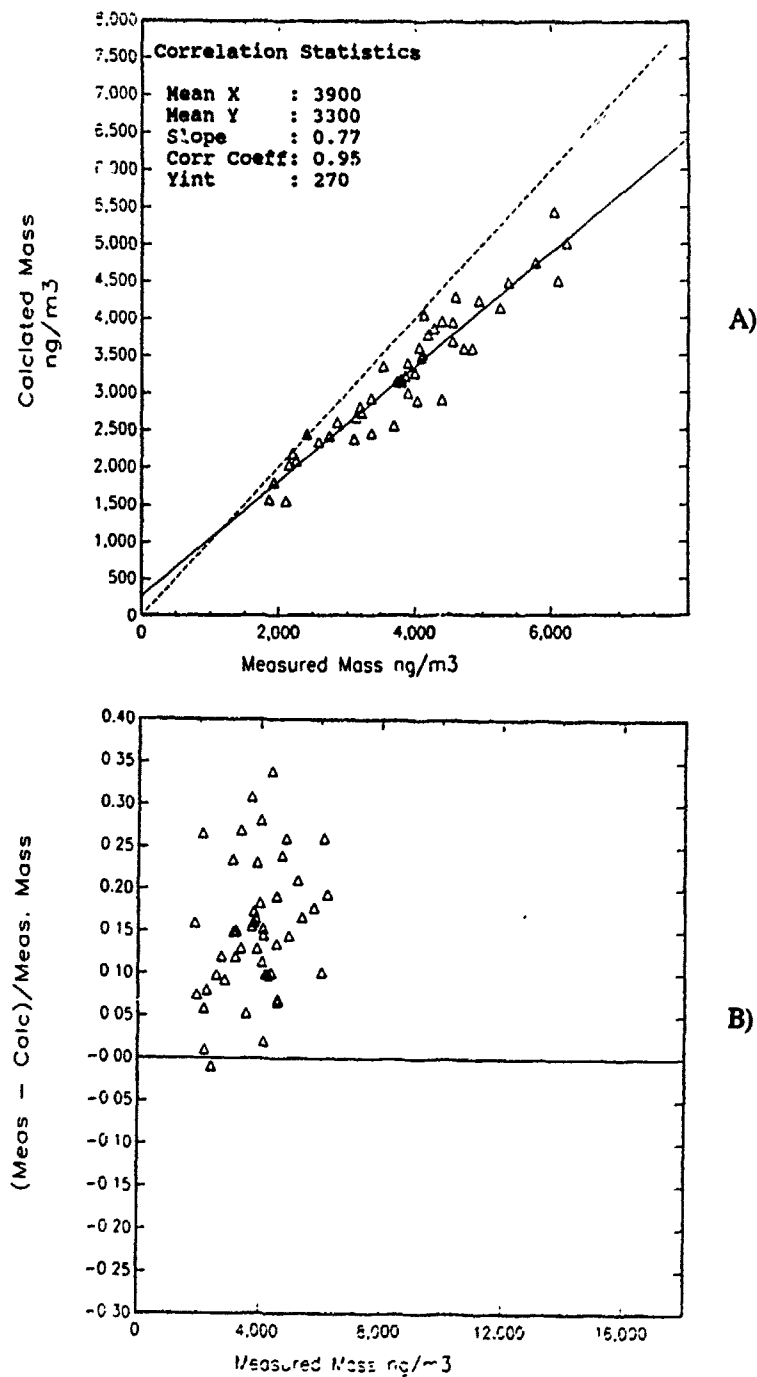 8,000
7,500
7,000
6,500
6,000
5,500
5,000
4,500
4,000
3,500
3,000
2,500
2,000
1,500
1,000
500
0
Calclated Mass
ng/m3
Correlation Statistics
Mean X : 3900
Mean Y : 3300
Slope : 0.77
Corr Coeff: 0.95
Yint : 270
A)
0 2,000 4,000 6,000
Measured Mass ng/m3
0.40
0.35
0.30
0.25
0.20
0.15
0.10
0.05
-0.00
-0.05
-0.10
-0.15
-0.20
-0.25
-0.30
(Meas - Calc)/Meas. Mass
B)
0 4,000 8,000 12,000 16,000
Measured Mass ng/m3